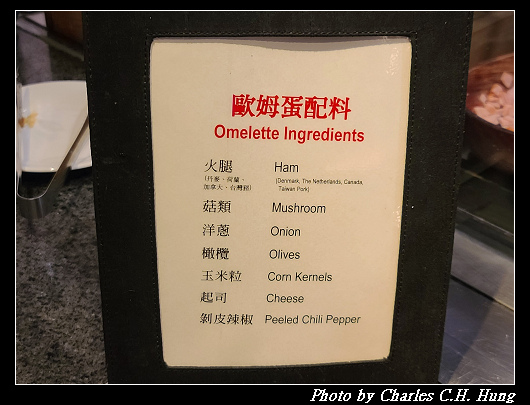 歐姆蛋配料
Omelette Ingredients
火腿 Ham
(丹麥、荷蘭、 (Denmark, The Netherlands, Canada,
加拿大、台灣豬) Taiwan Pork)
菇類 Mushroom
洋蔥 Onion
橄欖 Olives
玉米粒 Corn Kernels
起司 Cheese
剝皮辣椒 Peeled Chili Pepper
Photo by Charles C.H. Hung